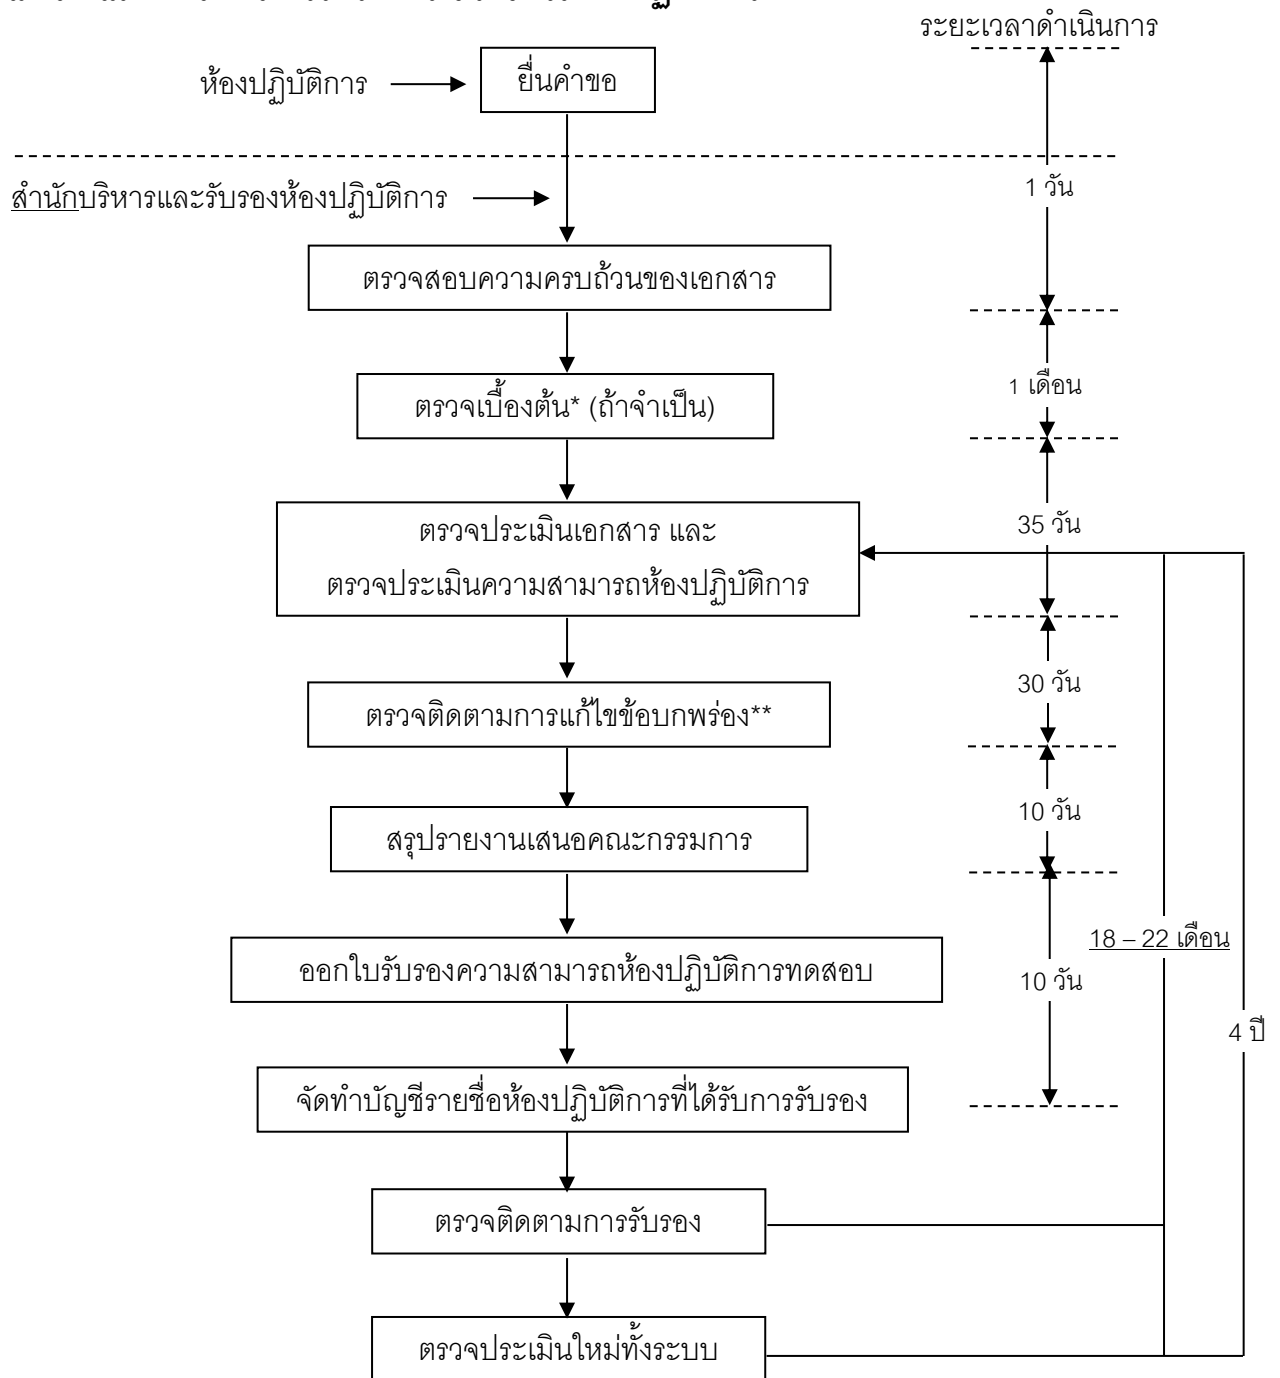 ระยะเวลาดำเนินการ
ห้องปฏิบัติการ
ยื่นคำขอ
สำนักบริหารและรับรองห้องปฏิบัติการ
1 วัน
ตรวจสอบความครบถ้วนของเอกสาร
1 เดือน
ตรวจเบื้องต้น* (ถ้าจำเป็น)
35 วัน
ตรวจประเมินเอกสาร และ
ตรวจประเมินความสามารถห้องปฏิบัติการ
30 วัน
ตรวจติดตามการแก้ไขข้อบกพร่อง**
10 วัน
สรุปรายงานเสนอคณะกรรมการ
18 – 22 เดือน
ออกใบรับรองความสามารถห้องปฏิบัติการทดสอบ
10 วัน
4 ปี
จัดทำบัญชีรายชื่อห้องปฏิบัติการที่ได้รับการรับรอง
ตรวจติดตามการรับรอง
ตรวจประเมินใหม่ทั้งระบบ